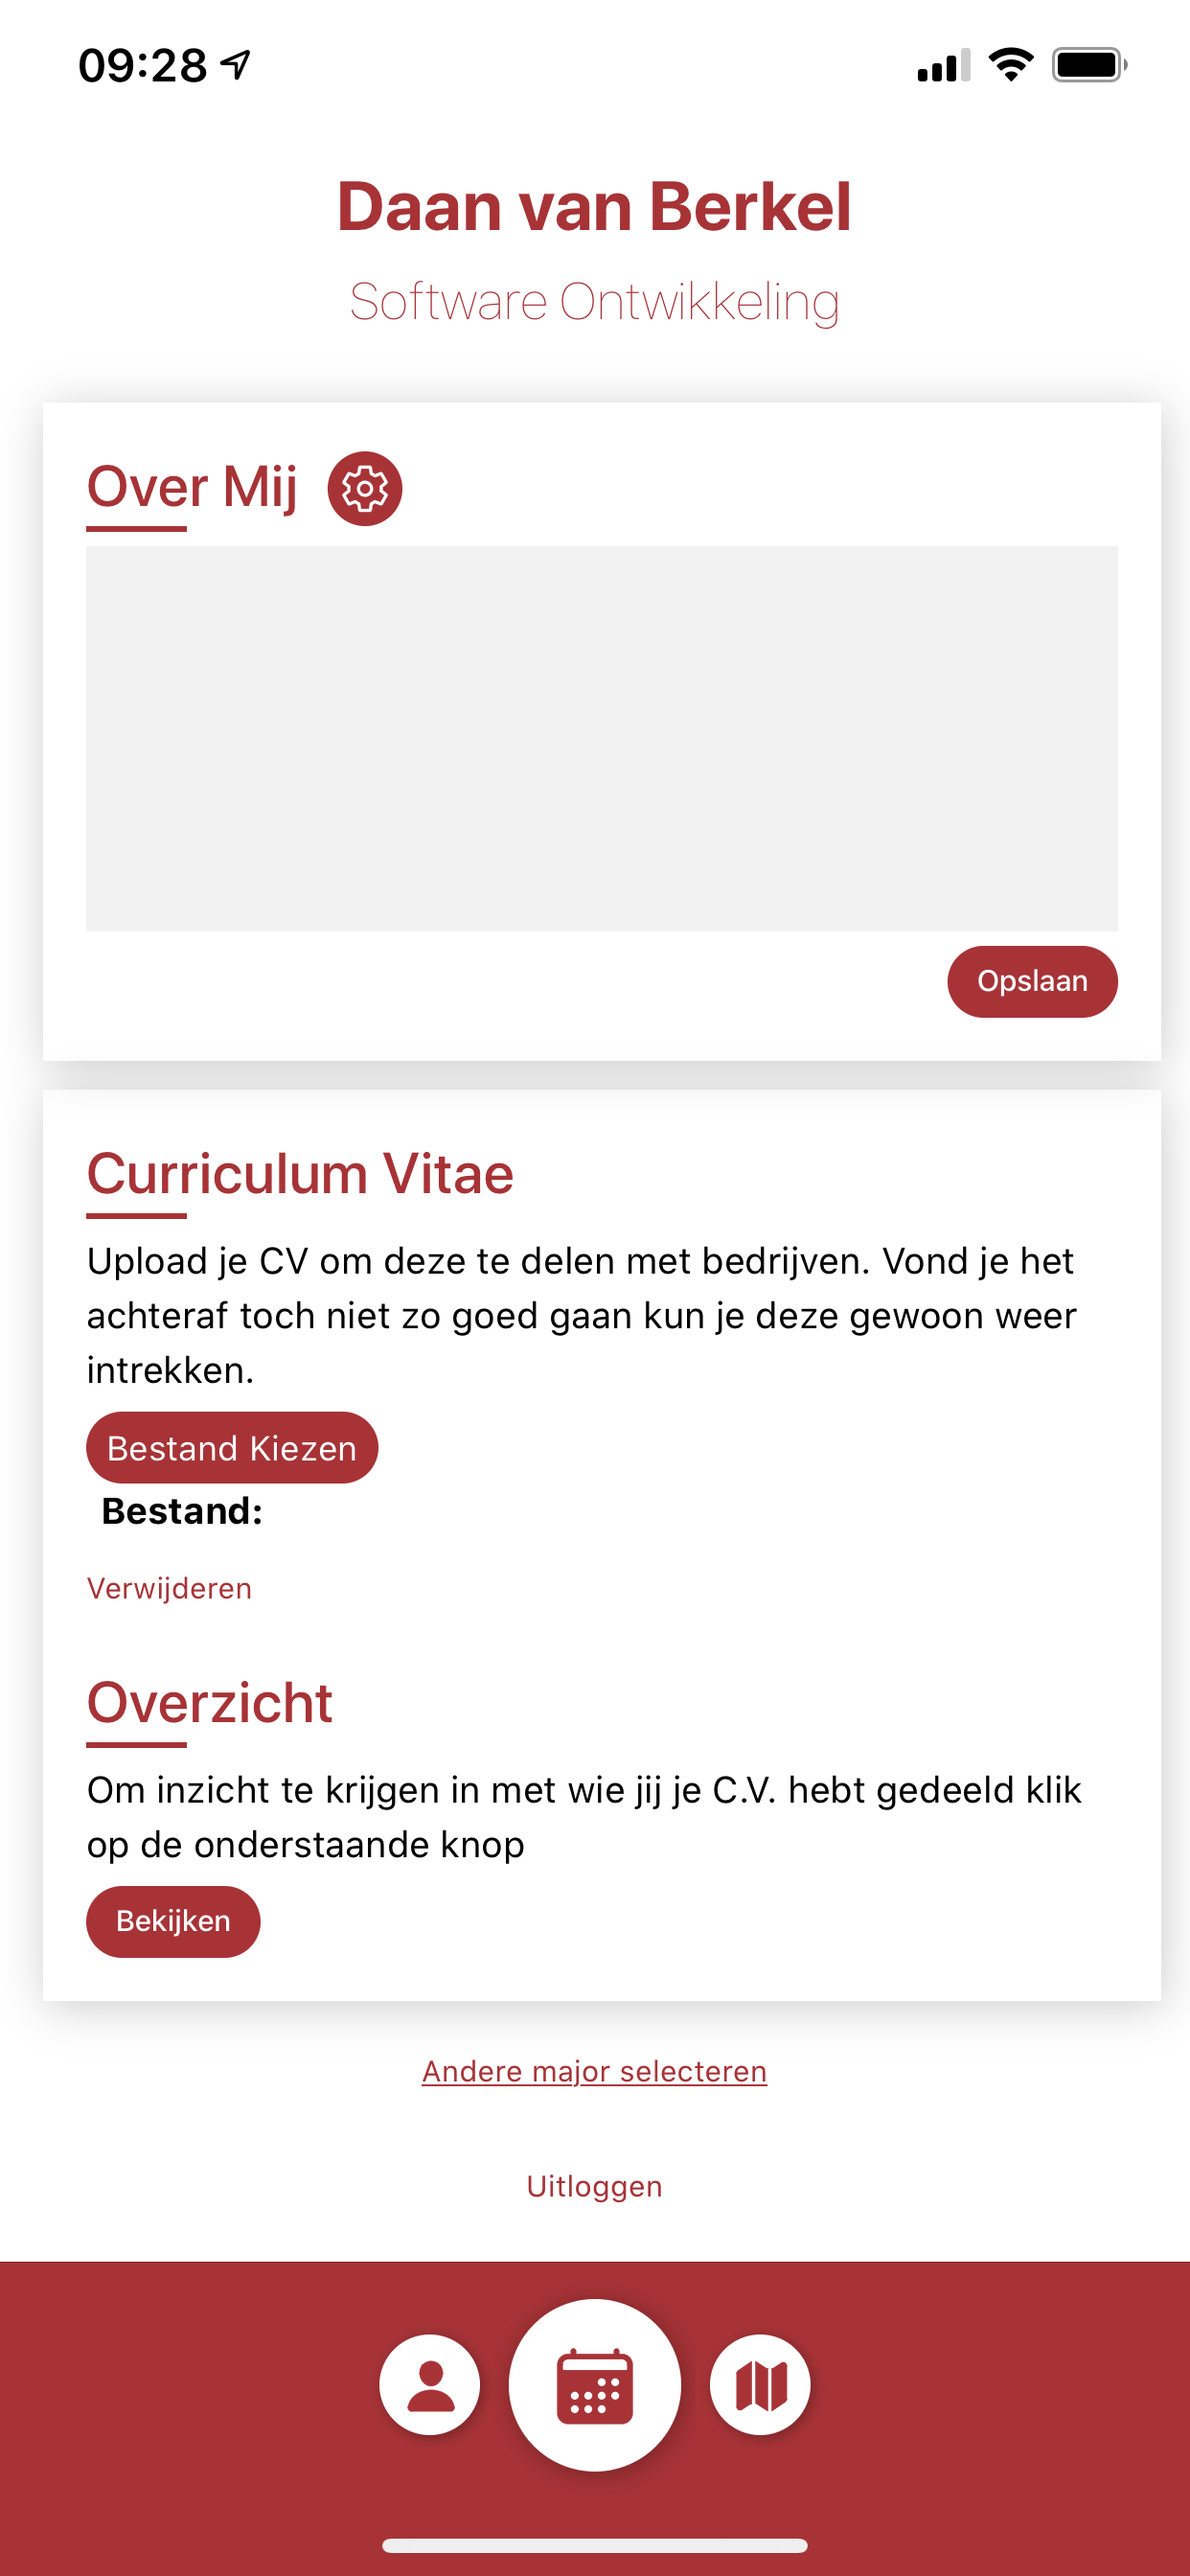 09:28
Daan van Berkel
Software Ontwikkeling
Over Mij
Opslaan
Curriculum Vitae
Upload je CV om deze te delen met bedrijven. Vond je het
achteraf toch niet zo goed gaan kun je deze gewoon weer
intrekken.
Bestand Kiezen
Bestand:
Verwijderen
Overzicht
Om inzicht te krijgen in met wie jij je C.V. hebt gedeeld klik
op de onderstaande knop
Bekijken
Andere major selecteren
Uitloggen